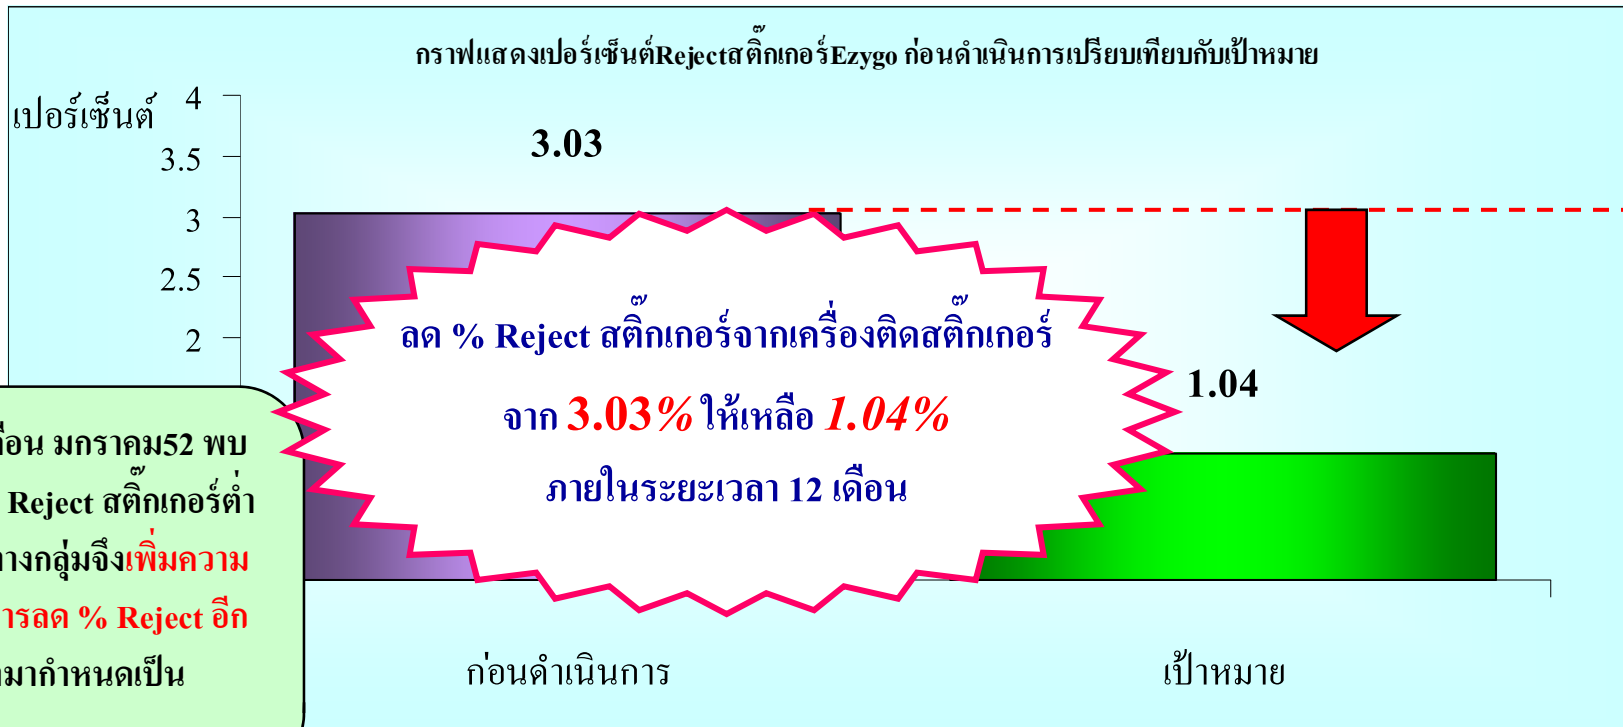 กราฟแสดงเปอร์เซ็นต์Rejectสติ๊กเกอร์Ezygo ก่อนดำเนินการเปรียบเทียบกับเป้าหมาย
เปอร์เซ็นต์
4
3.5
3
2.5
2
3.03
1.04
ลด % Reject สติ๊กเกอร์จากเครื่องติดสติ๊กเกอร์
จาก 3.03% ให้เหลือ 1.04%
ภายในระยะเวลา 12 เดือน
มกราคม52 พบ
Reject สติ๊กเกอร์ต่ำ
างกลุ่มจึงเพิ่มความ
ารลด % Reject อีก
มากำหนดเป็น
ก่อนดำเนินการ
เป้าหมาย